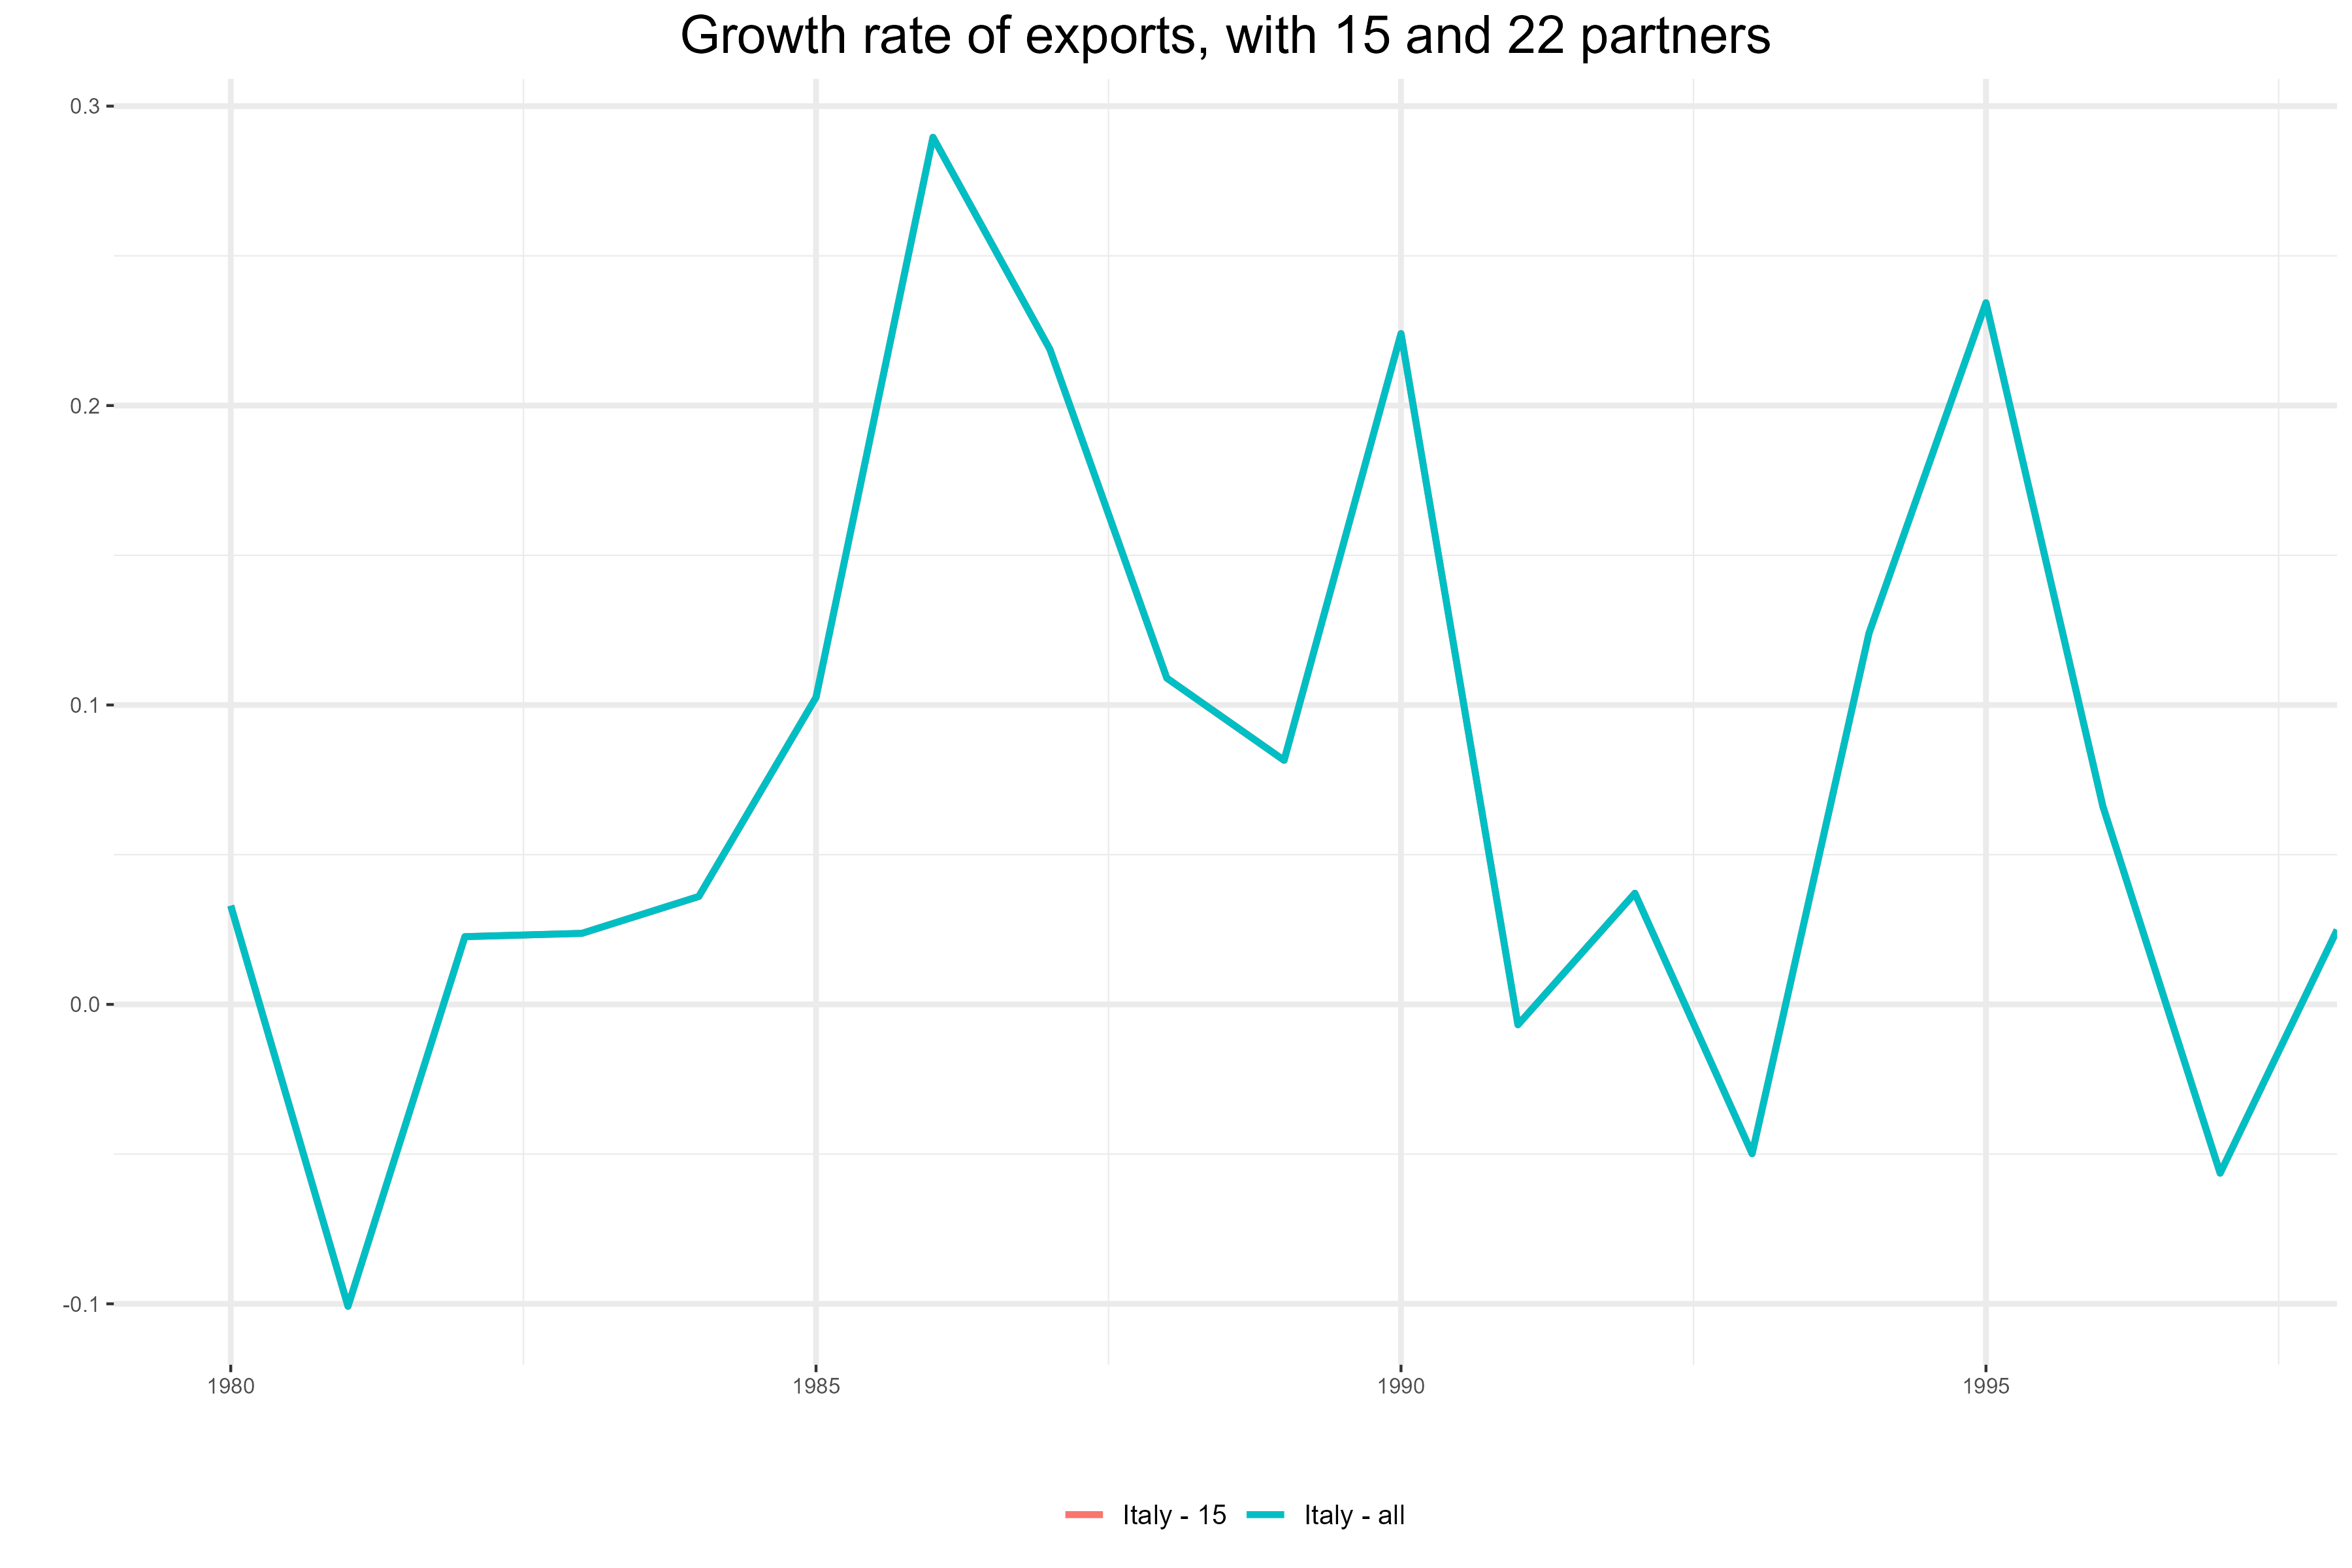 Growth rate of exports, with 15 and 22 partners
0.3
0.2
0.1
0.0
-0.1
1980 1985 1990 1995
Italy - 15 Italy - all